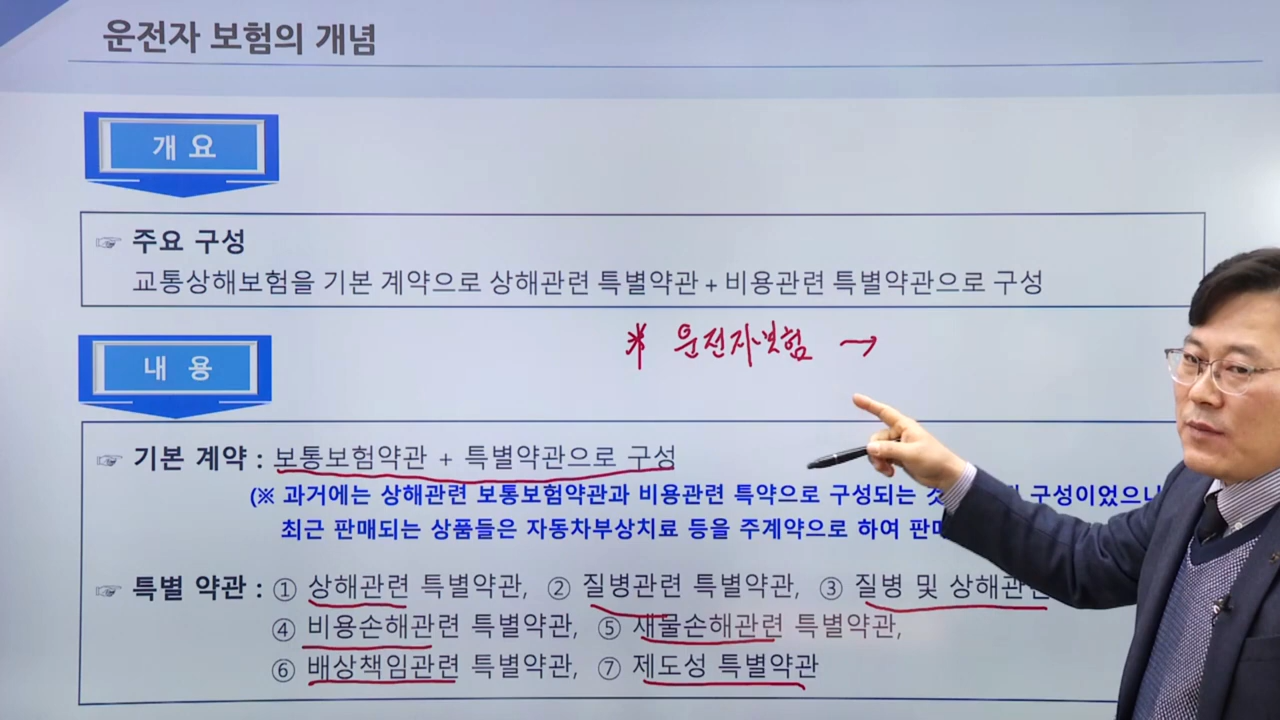 운전자 보험의 개념
개 요
☞ 주요 구성
교통상해보험을 기본 계약으로 상해관련 특별약관 + 비용관련 특별약관으로 구성
* 운전자보험 →
내 용
☞ 기본 계약 : 보통보험약관 + 특별약관으로 구성
(※ 과거에는 상해관련 보통보험약관과 비용관련 특약으로 구성되는 구성이었으나
최근 판매되는 상품들은 자동차부상치료 등을 주계약으로 하여
☞ 특별 약관 : ① 상해관련 특별약관, ② 질병관련 특별약관, ③ 질병 및 상해관련
④ 비용손해관련 특별약관, ⑤ 재물손해관련 특별약관,
⑥ 배상책임관련 특별약관, ⑦ 제도성 특별약관